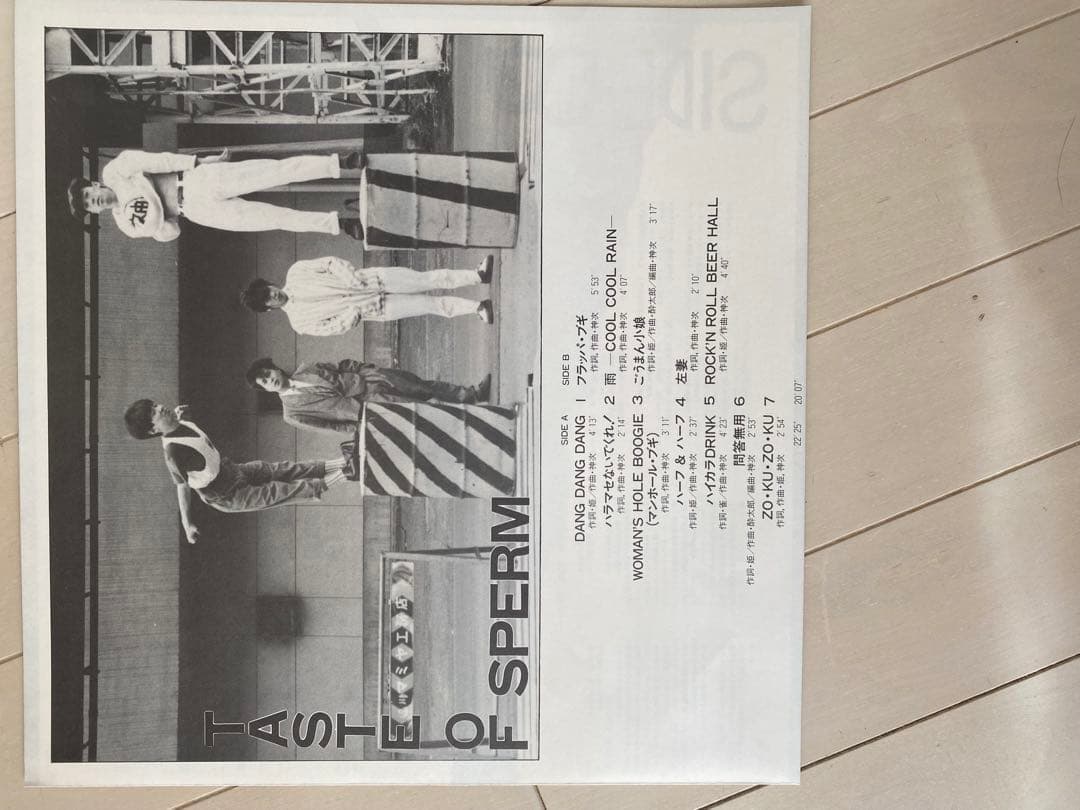 TASTE
OF SPERM
SIDE A
DANG DANG DANG 1
作詞・姫／作曲・神次 4'13"
ハラマセないでくれ! 2
作詞, 作曲・神次 2'14"
WOMAN'S HOLE BOOGIE 3
(マンホール・ブギ)
作詞, 作曲・神次 3'11"
ハーフ & ハーフ 4
作詞・姫／作曲・神次 2'37"
ハイカラDRINK 5
作詞・雀／作曲・神次 4'23"
問答無用 6
作詞・姫／作曲・酔太郎／編曲・神次 2'53"
ZO・KU・ZO・KU 7
作詞, 作曲・姫, 神次 2'54"
22'25"
SIDE B
1 フラッパ・ブギ
作詞, 作曲・神次 5'53"
2 雨 —COOL COOL RAIN—
作詞, 作曲・神次 4'07"
3 ごうまん小娘
作詞・姫／作曲・酔太郎／編曲・神次 3'17"
4 左妻
作詞, 作曲・神次 2'10"
5 ROCK'N ROLL BEER HALL
作詞・姫／作曲・神次 4'40"
20'07"